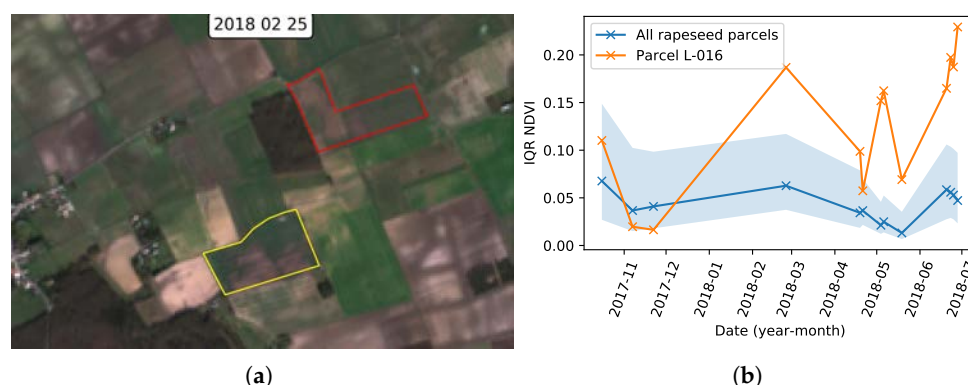 2018 02 25
All rapeseed parcels
Parcel L-016
IQR NDVI
0.20
0.15
0.10
0.05
0.00
2017-11
2017-12
2018-01
2018-02
2018-03
2018-04
2018-05
2018-06
2018-07
Date (year-month)
(a)
(b)